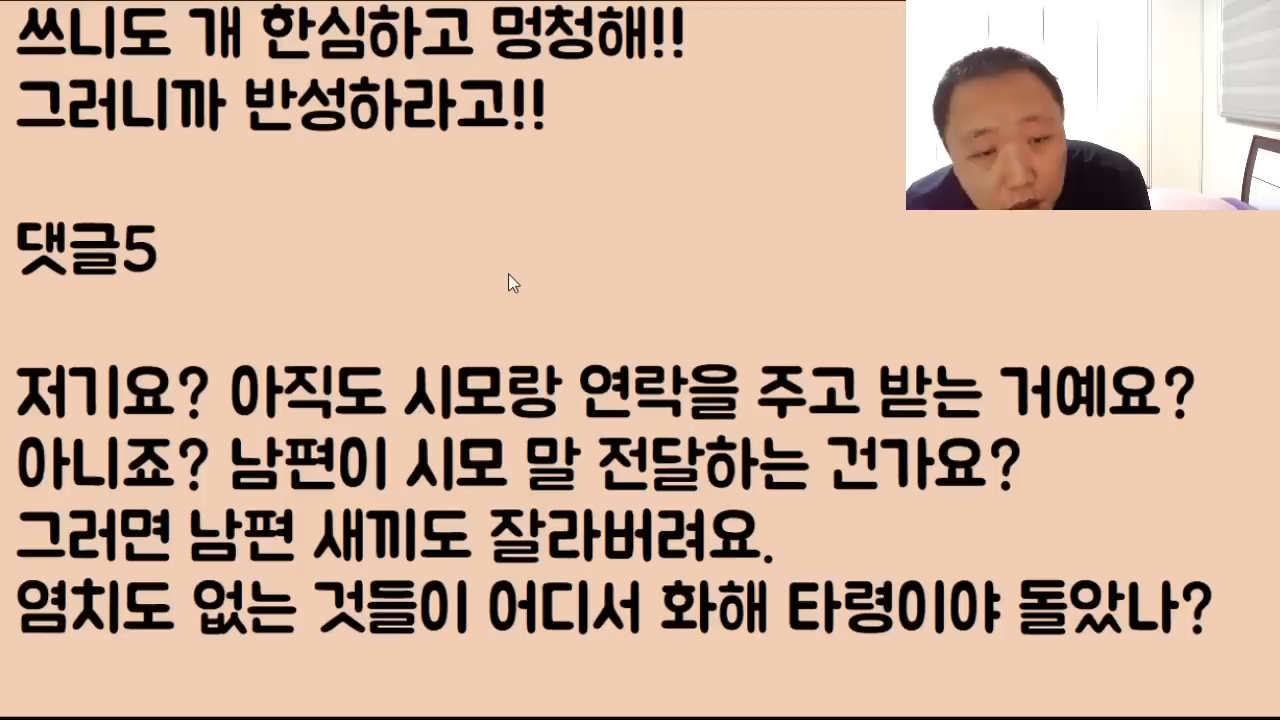 쓰니도 개 한심하고 멍청해!!
그러니까 반성하라고!!
댓글5
저기요? 아직도 시모랑 연락을 주고 받는 거예요?
아니죠? 남편이 시모 말 전달하는 건가요?
그러면 남편 새끼도 잘라버려요.
염치도 없는 것들이 어디서 화해 타령이야 돌았나?